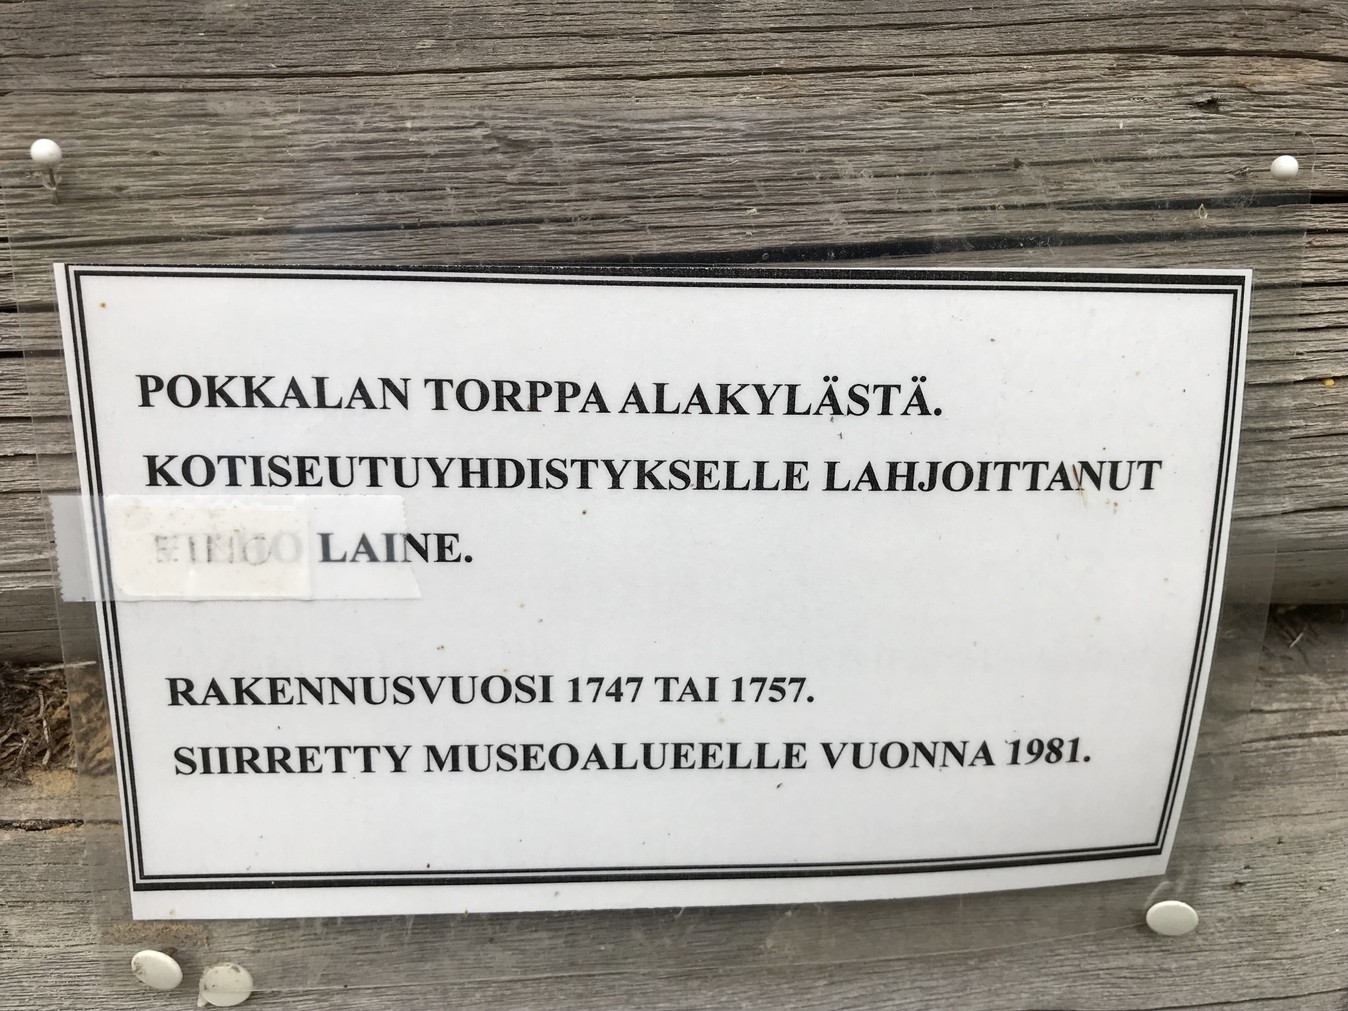 POKKALAN TORPPA ALAKYLÄSTÄ.
KOTISEUTUYHDISTYKSELLE LAHJOITTANUT
LAINE.
RAKENNUSVUOSI 1747 TAI 1757.
SIIRRETTY MUSEOALUEELLE VUONNA 1981.